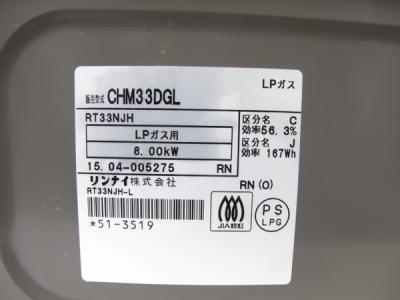 LPガス
販売型式 CHM33DGL
RT33NJH
LPガス用
8.00kW
区分名 C
効率56.3%
区分名 J
効率 167Wh
15.04-005275 RN
リンナイ株式会社 RN(O)
RT33NJH-L
*51-3519
JIA認証
PS
LPG